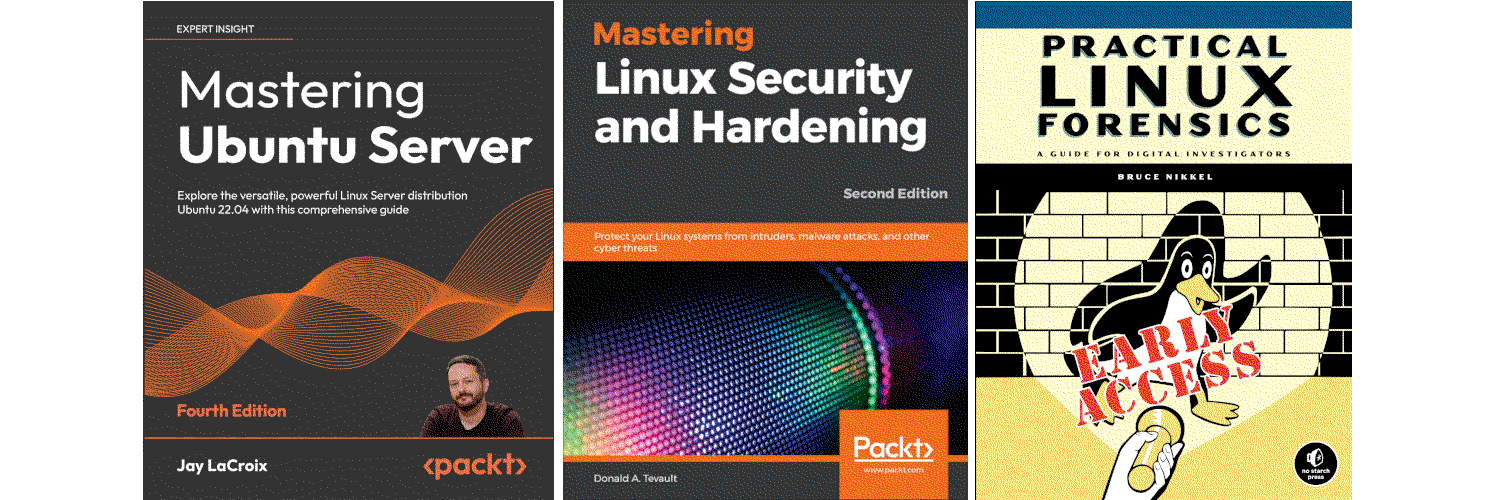 EXPERT INSIGHT
Mastering
Ubuntu Server
Explore the versatile, powerful Linux Server distribution
Ubuntu 22.04 with this comprehensive guide
Fourth Edition
Jay LaCroix
<packt>
Mastering
Linux Security
and Hardening
Second Edition
Protect your Linux systems from intruders, malware attacks, and other
cyber threats
Packt>
www.packt.com
Donald A. Tevault
PRACTICAL
LINUX
FORENSICS
A GUIDE FOR DIGITAL INVESTIGATORS
BRUCE NIKKEL
EARLY
ACCESS
no starch
press